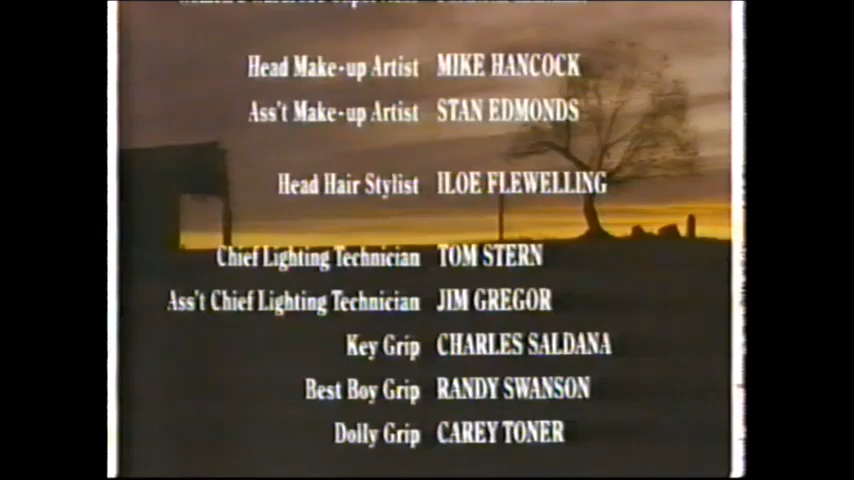 Head Make-up Artist MIKE HANCOCK
Ass't Make-up Artist STAN EDMONDS
Head Hair Stylist ILOE FLEWELLING
Chief Lighting Technician TOM STERN
Ass't Chief Lighting Technician JIM GREGOR
Key Grip CHARLES SALDANA
Best Boy Grip RANDY SWANSON
Dolly Grip CAREY TONER